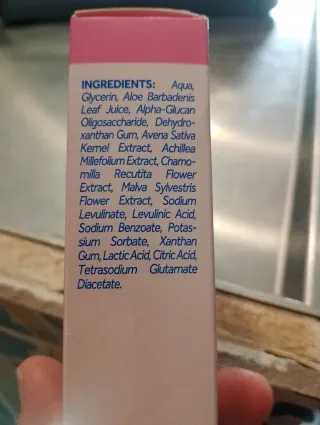 INGREDIENTS: Aqua,
Glycerin, Aloe Barbadenis
Leaf Juice, Alpha-Glucan
Oligosaccharide, Dehydro-
xanthan Gum, Avena Sativa
Kernel Extract, Achillea
Millefolium Extract, Chamo-
milla Recutita Flower
Extract, Malva Sylvestris
Flower Extract, Sodium
Levulinate, Levulinic Acid,
Sodium Benzoate, Potas-
sium Sorbate, Xanthan
Gum, Lactic Acid, Citric Acid,
Tetrasodium Glutamate
Diacetate.